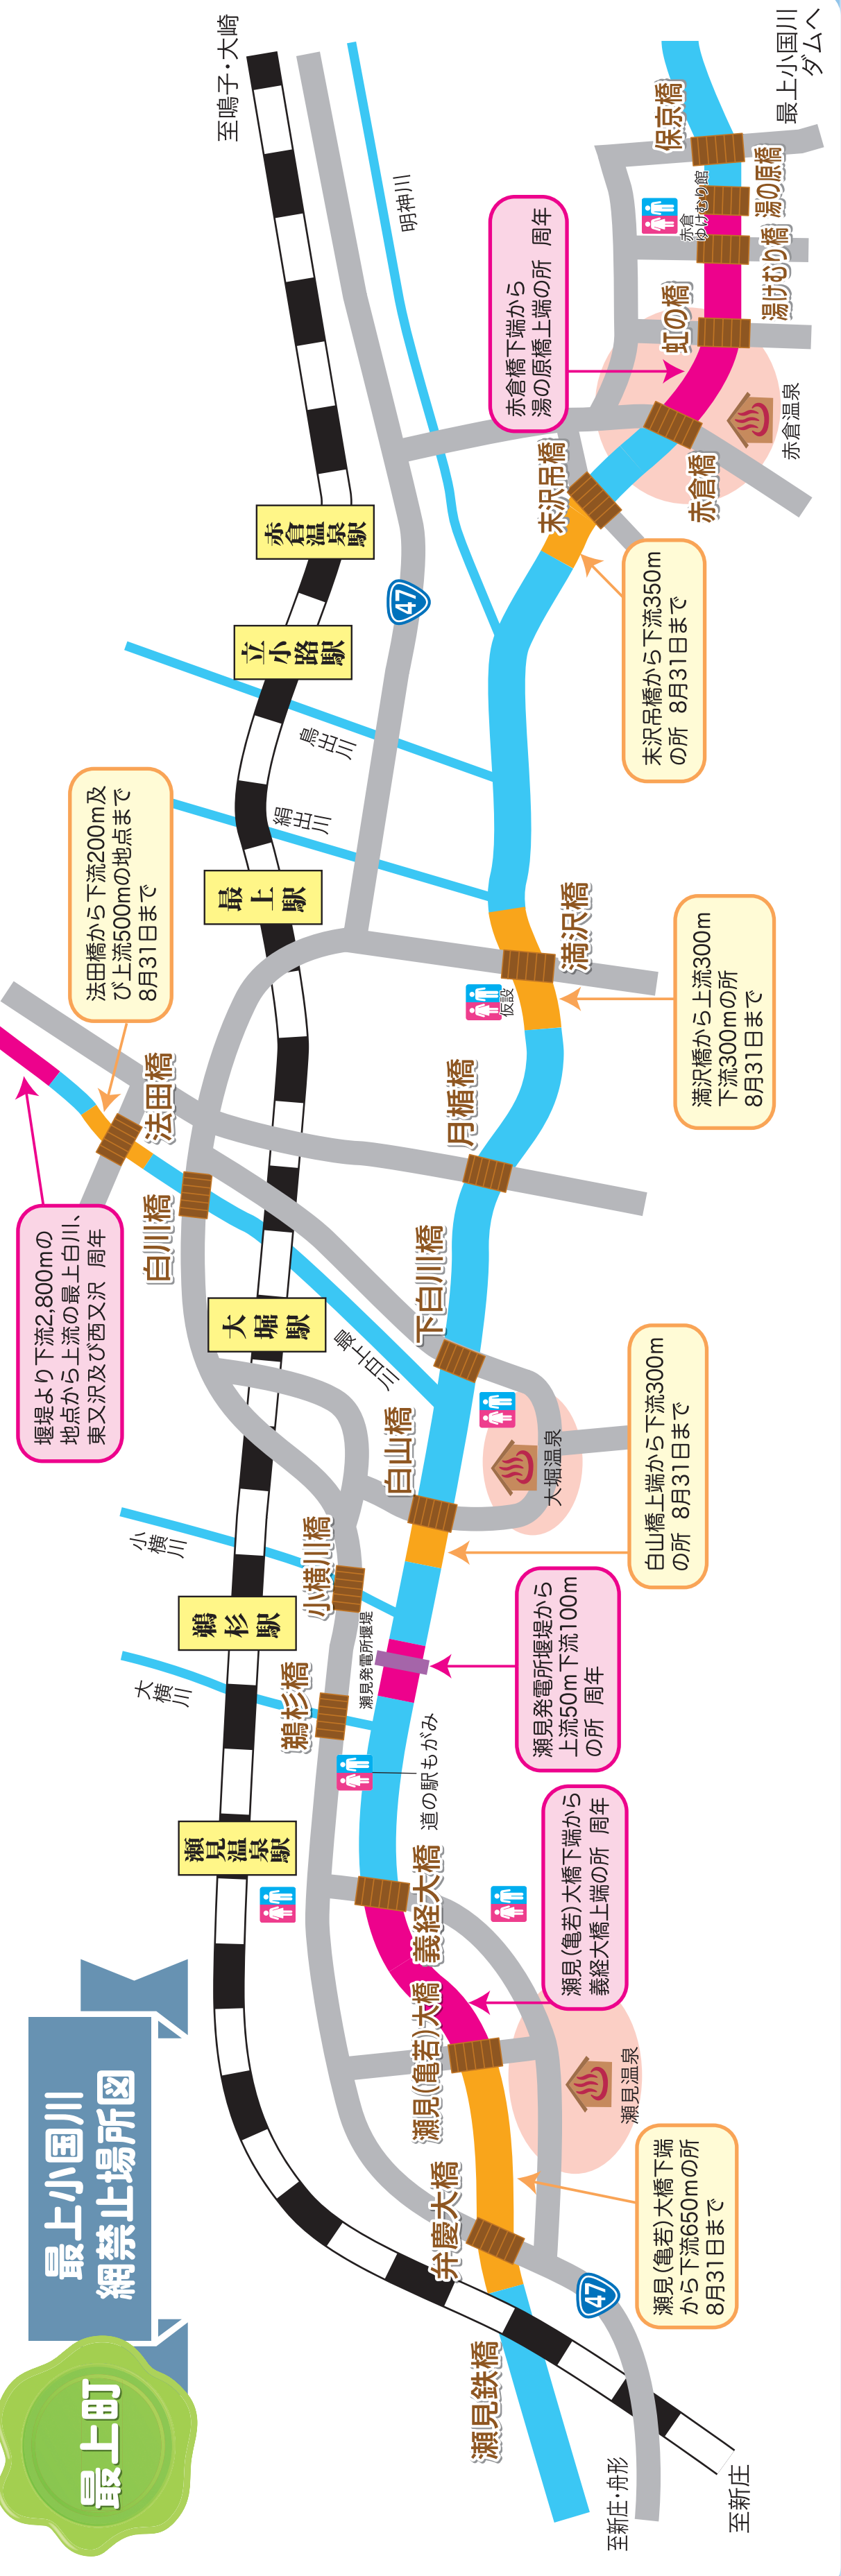 最上町
最上小国川
網禁止場所図
至新庄・舟形
至新庄
瀬見鉄橋
47
弁慶大橋
瀬見(亀若)大橋下端
から下流650mの所
8月31日まで
瀬見(亀若)大橋
瀬見温泉
瀬見(亀若)大橋下端から
義経大橋上端の所 周年
義経大橋
瀬見温泉駅
道の駅もがみ
鵜杉橋
大横川
瀬見発電所堰堤
瀬見発電所堰堤から
上流50m下流100m
の所 周年
鵜杉駅
小横川橋
小横川
白山橋
白山橋上端から下流300m
の所 8月31日まで
大堀温泉
下白川橋
最上白川
大堀駅
堰堤より下流2,800mの
地点から上流の最上白川、
東又沢及び西又沢 周年
白川橋
法田橋
法田橋から下流200m及
び上流500mの地点まで
8月31日まで
月楯橋
仮設
満沢橋
満沢橋から上流300m
下流300mの所
8月31日まで
最上駅
絹出川
鳥出川
立小路駅
赤倉温泉駅
47
末沢吊橋から下流350m
の所 8月31日まで
末沢吊橋
赤倉橋
赤倉温泉
赤倉橋下端から
湯の原橋上端の所 周年
虹の橋
湯けむり橋
赤倉
ゆけむり館
湯の原橋
保京橋
明神川
至鳴子・大崎
最上小国川
ダムへ